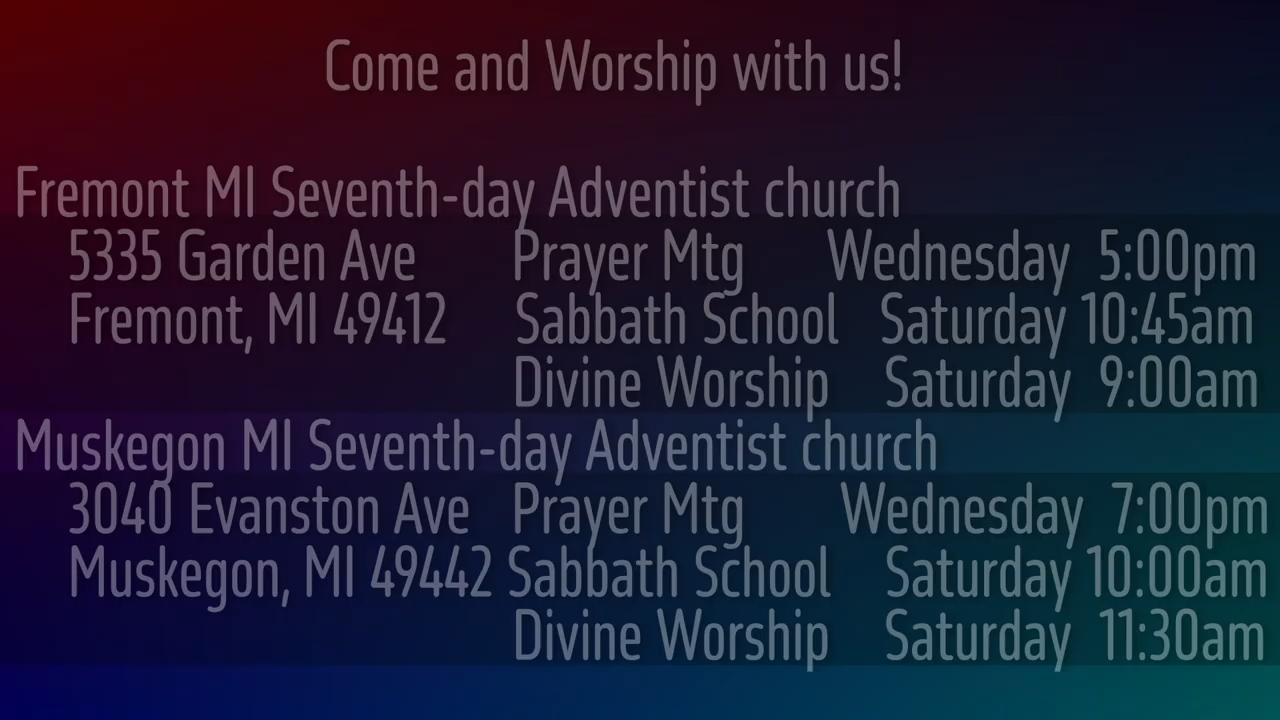 Come and Worship with us!
Fremont MI Seventh-day Adventist church
5335 Garden Ave Prayer Mtg Wednesday 5:00pm
Fremont, MI 49412 Sabbath School Saturday 10:45am
Divine Worship Saturday 9:00am
Muskegon MI Seventh-day Adventist church
3040 Evanston Ave Prayer Mtg Wednesday 7:00pm
Muskegon, MI 49442 Sabbath School Saturday 10:00am
Divine Worship Saturday 11:30am